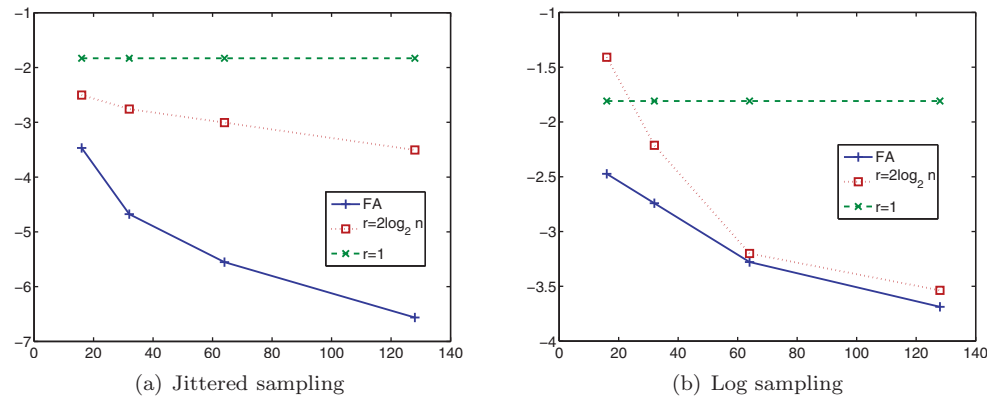 −1
−2
−3
−4
−5
−6
−7
0 20 40 60 80 100 120 140
FA
r=2log₂ n
r=1
(a) Jittered sampling
−1
−1.5
−2
−2.5
−3
−3.5
−4
0 20 40 60 80 100 120 140
FA
r=2log₂ n
r=1
(b) Log sampling